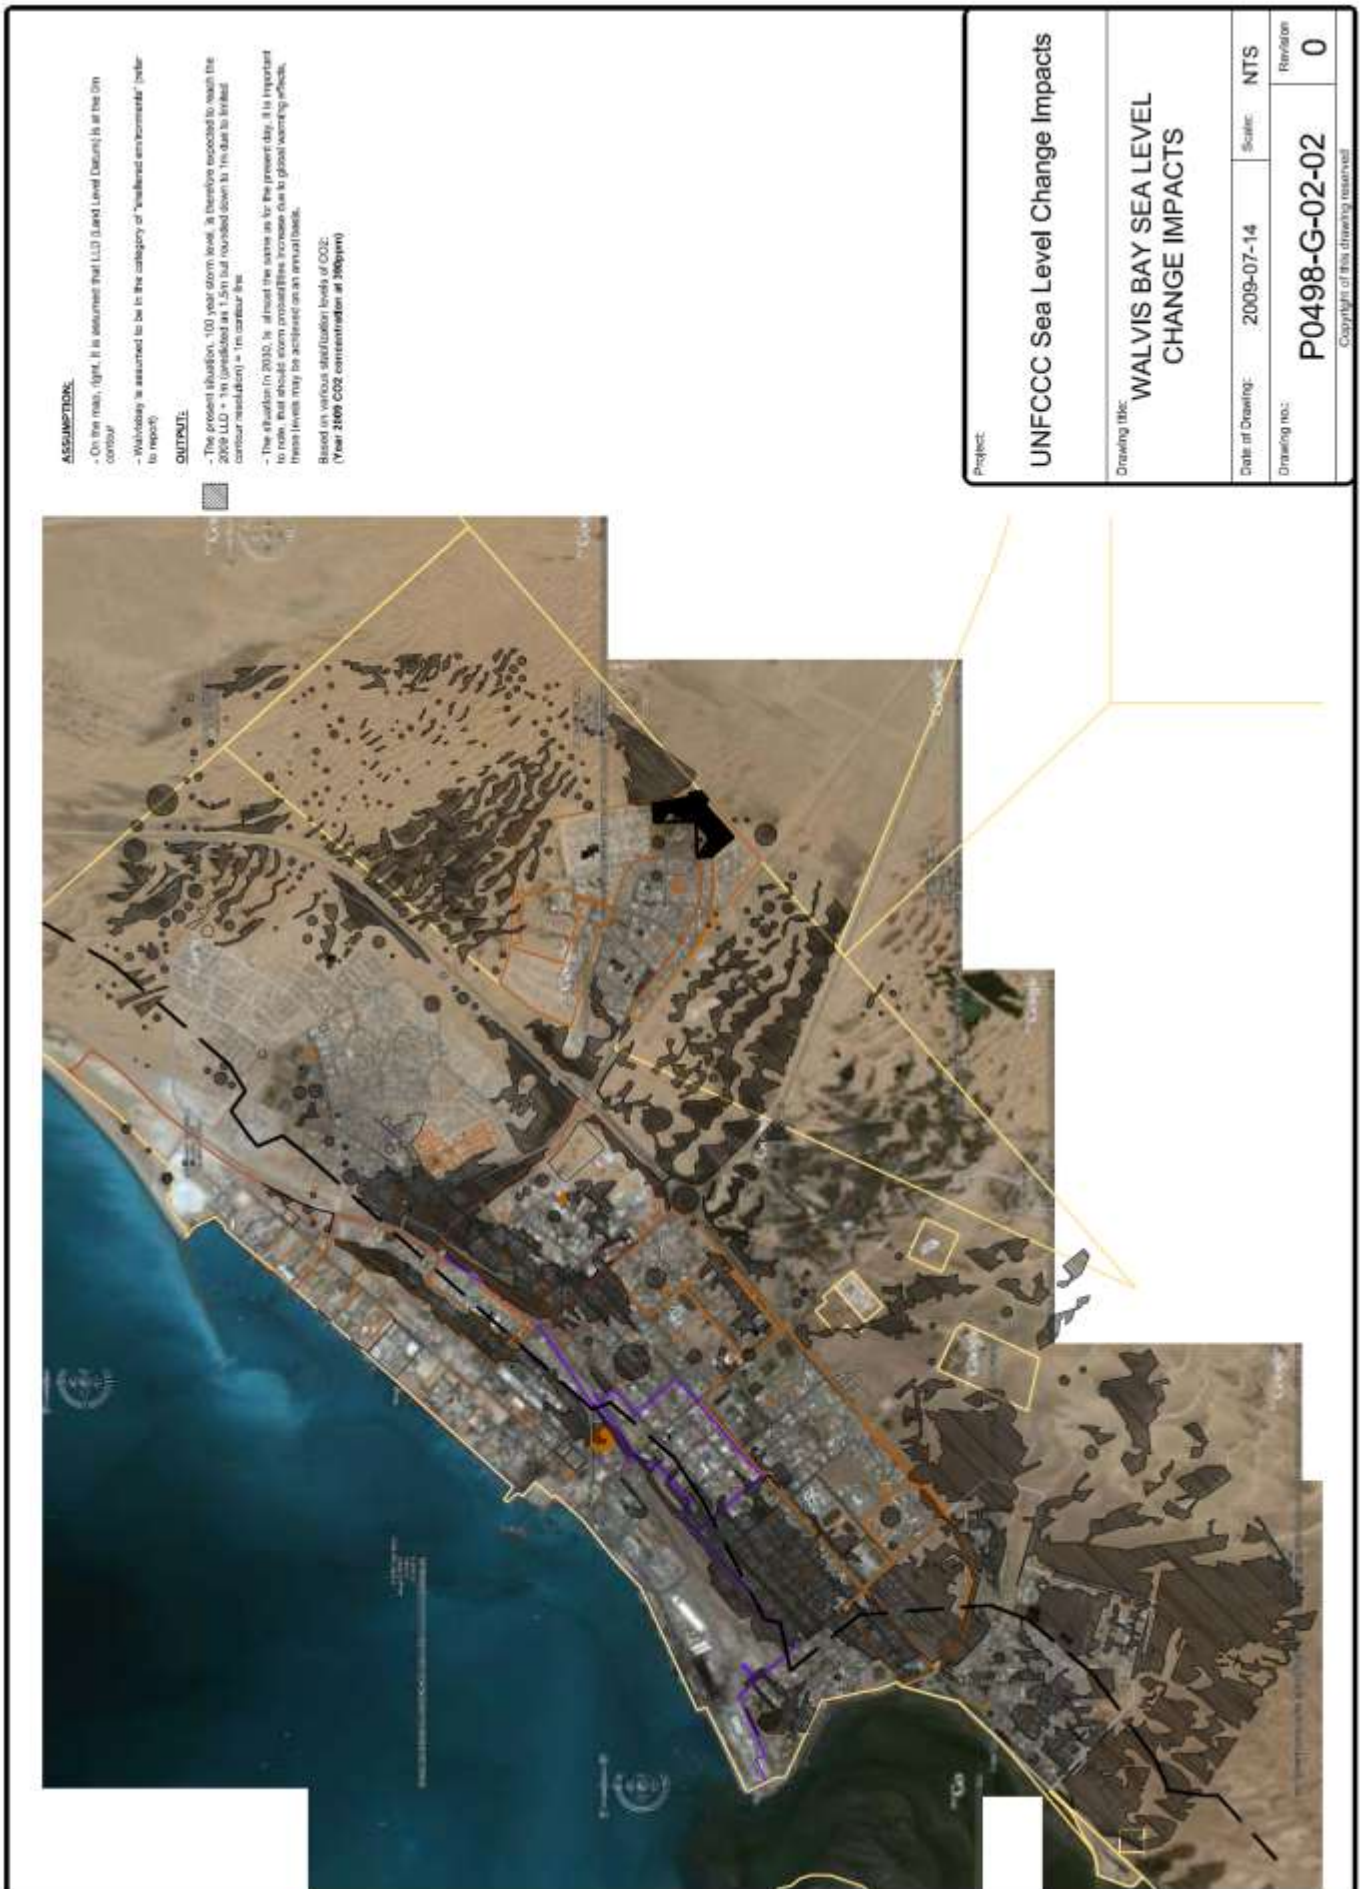 ASSUMPTION:
- On the map, right, it is assumed that LLD (Land Level Datum) is at the 0m
contour
- Walvisbay is assumed to be in the category of "sheltered environments" (refer
to report)
OUTPUT:
- The present situation, 100 year storm level, is therefore expected to reach the
2009 LLD + 1m (predicted as 1.5m but rounded down to 1m due to limited
contour resolution) = 1m contour line
- The situation in 2030, is almost the same as for the present day. It is important
to note, that should storm probabilities increase due to global warming effects,
these levels may be achieved on an annual basis.
Based on various stabilization levels of CO2:
(Year 2009 CO2 concentration at 380ppm)
Project:
UNFCCC Sea Level Change Impacts
Drawing title:
WALVIS BAY SEA LEVEL
CHANGE IMPACTS
Date of Drawing: 2009-07-14 Scale: NTS
Drawing no.: P0498-G-02-02 Revision 0
Copyright of this drawing reserved
Google
Google
Google